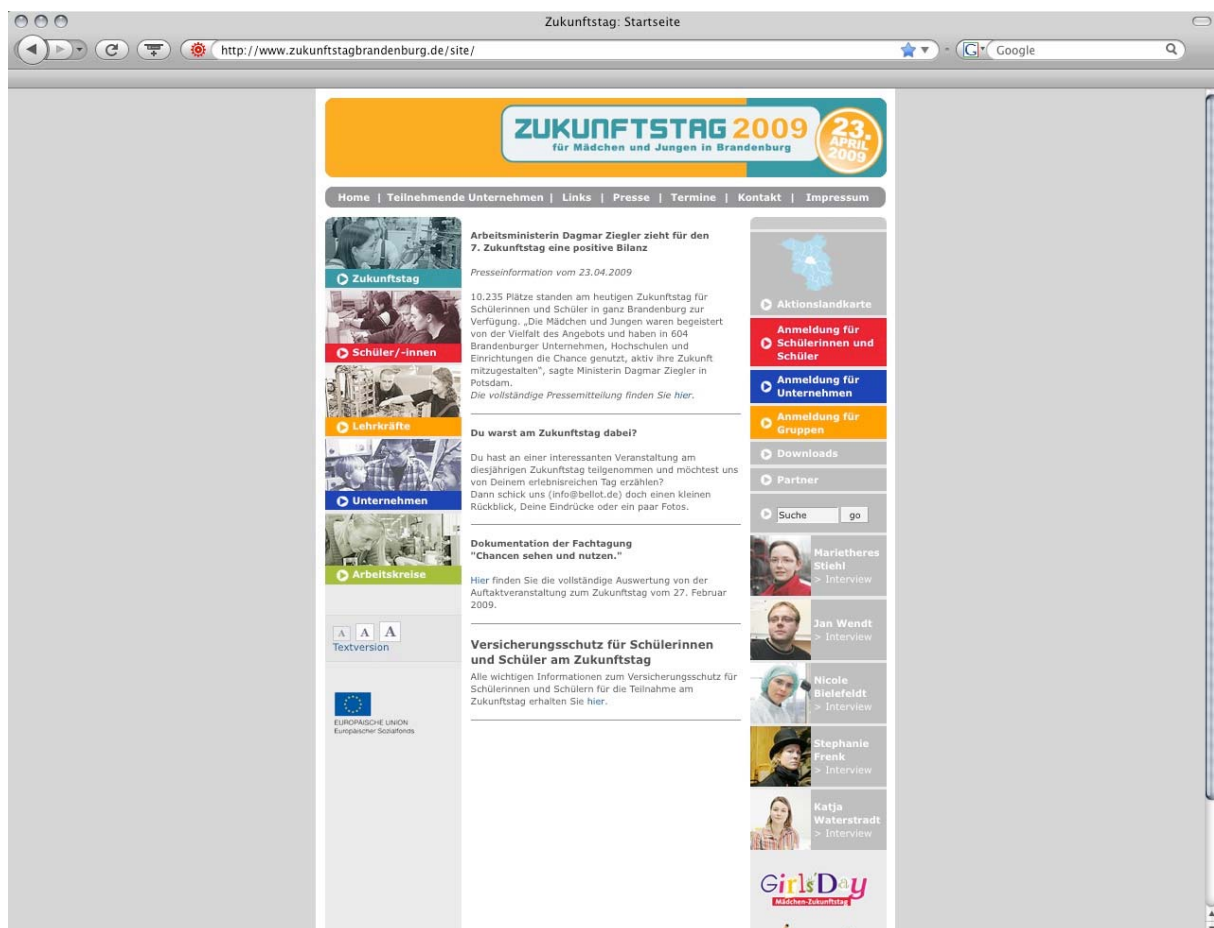 Zukunftstag: Startseite
http://www.zukunftstagbrandenburg.de/site/
Google
ZUKUNFTSTAG 2009
für Mädchen und Jungen in Brandenburg
23.
APRIL
2009
Home | Teilnehmende Unternehmen | Links | Presse | Termine | Kontakt | Impressum
Zukunftstag
Schüler/-innen
Lehrkräfte
Unternehmen
Arbeitskreise
A A A
Textversion
EUROPÄISCHE UNION
Europäischer Sozialfonds
Arbeitsministerin Dagmar Ziegler zieht für den
7. Zukunftstag eine positive Bilanz
Presseinformation vom 23.04.2009
10.235 Plätze standen am heutigen Zukunftstag für
Schülerinnen und Schüler in ganz Brandenburg zur
Verfügung. „Die Mädchen und Jungen waren begeistert
von der Vielfalt des Angebots und haben in 604
Brandenburger Unternehmen, Hochschulen und
Einrichtungen die Chance genutzt, aktiv ihre Zukunft
mitzugestalten“, sagte Ministerin Dagmar Ziegler in
Potsdam.
Die vollständige Pressemitteilung finden Sie hier.
Du warst am Zukunftstag dabei?
Du hast an einer interessanten Veranstaltung am
diesjährigen Zukunftstag teilgenommen und möchtest uns
von Deinem erlebnisreichen Tag erzählen?
Dann schick uns (info@bellot.de) doch einen kleinen
Rückblick, Deine Eindrücke oder ein paar Fotos.
Dokumentation der Fachtagung
"Chancen sehen und nutzen."
Hier finden Sie die vollständige Auswertung von der
Auftaktveranstaltung zum Zukunftstag vom 27. Februar
2009.
Versicherungsschutz für Schülerinnen
und Schüler am Zukunftstag
Alle wichtigen Informationen zum Versicherungsschutz für
Schülerinnen und Schülern für die Teilnahme am
Zukunftstag erhalten Sie hier.
Aktionslandkarte
Anmeldung für
Schülerinnen und
Schüler
Anmeldung für
Unternehmen
Anmeldung für
Gruppen
Downloads
Partner
Suche go
Marietheres
Stiehl
> Interview
Jan Wendt
> Interview
Nicole
Bielefeldt
> Interview
Stephanie
Frenk
> Interview
Katja
Waterstradt
> Interview
Girls'Day
Mädchen-Zukunftstag